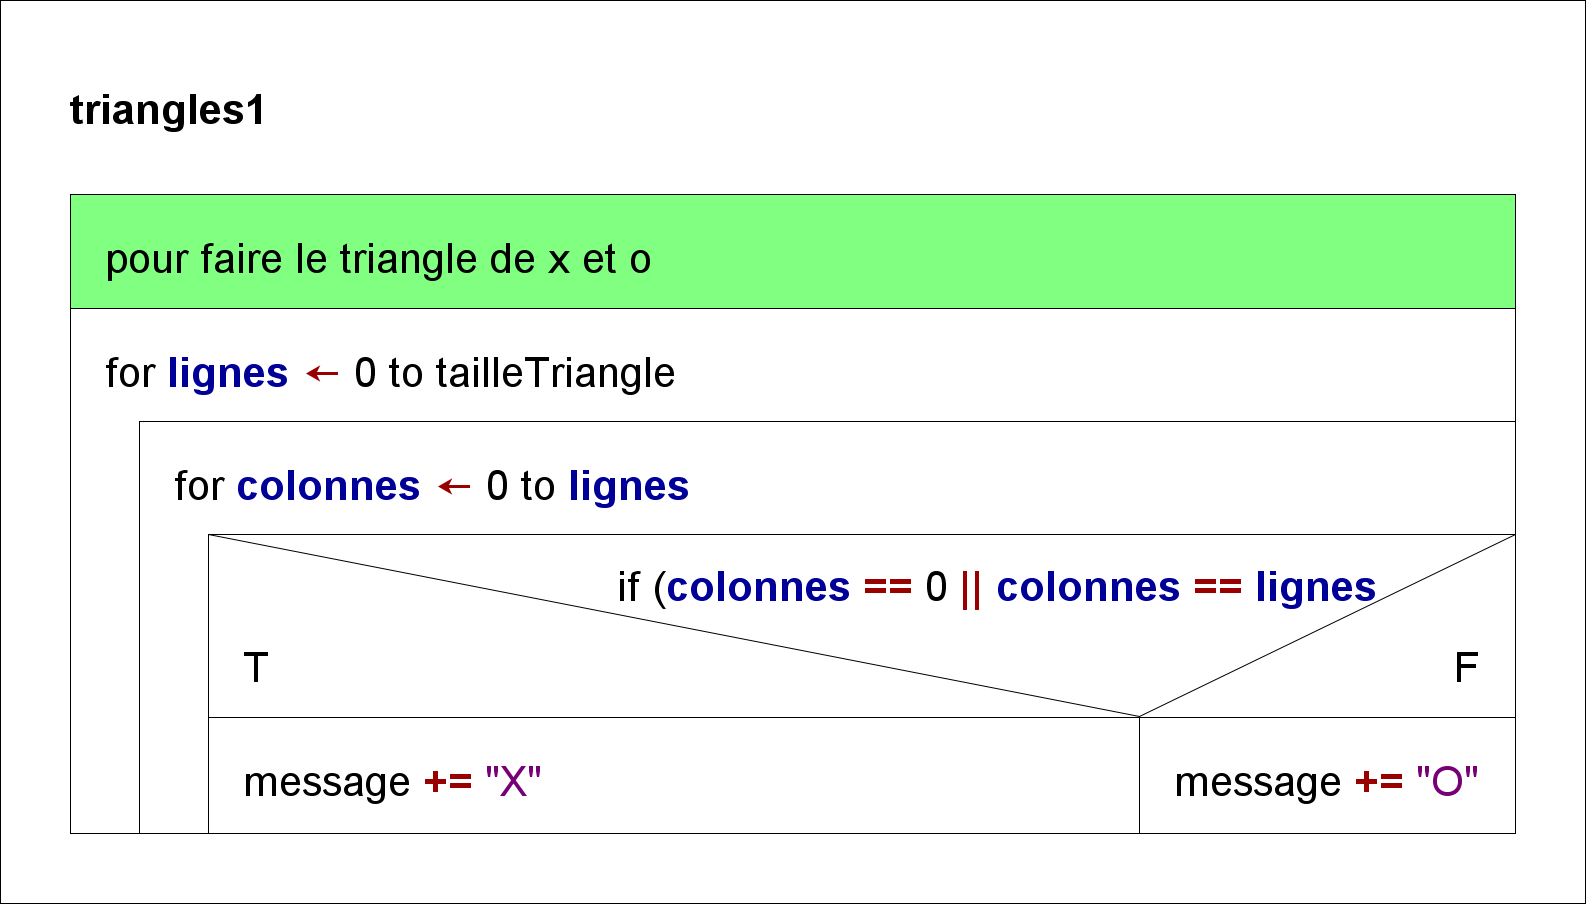 triangles1
pour faire le triangle de x et o
for lignes ← 0 to tailleTriangle
for colonnes ← 0 to lignes
if (colonnes == 0 || colonnes == lignes
T
F
message += "X"
message += "O"